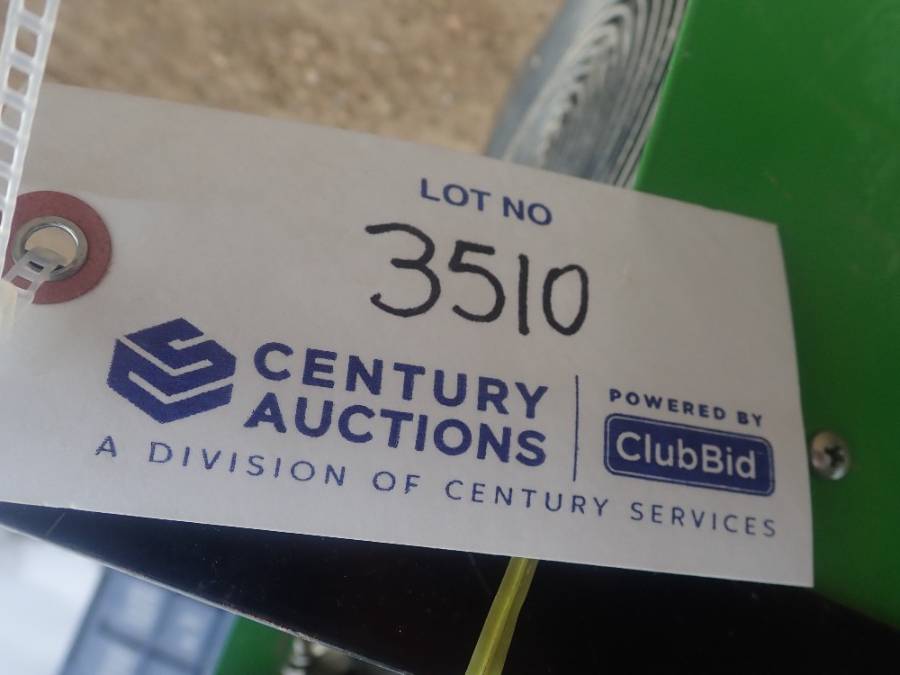 LOT NO
3510
CENTURY
AUCTIONS
A DIVISION OF CENTURY SERVICES
POWERED BY
ClubBid